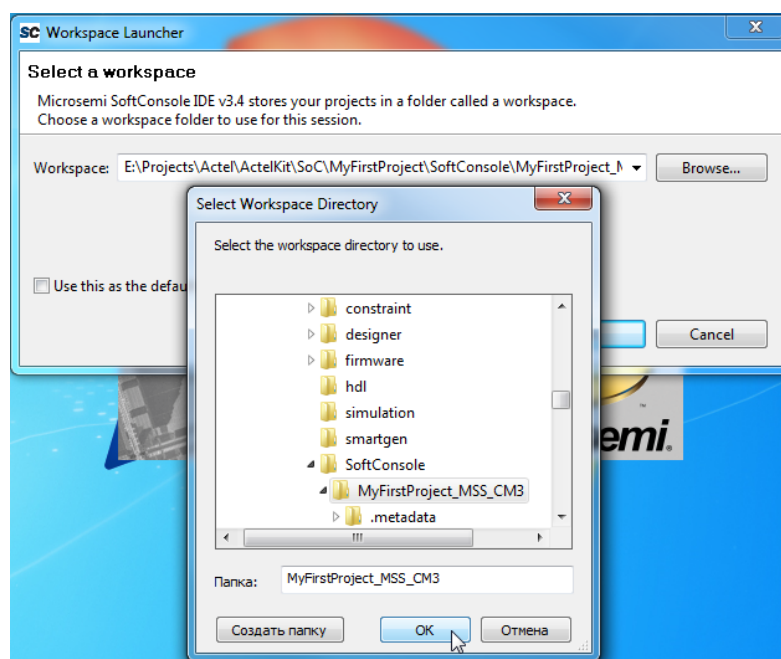 SC Workspace Launcher
Select a workspace
Microsemi SoftConsole IDE v3.4 stores your projects in a folder called a workspace.
Choose a workspace folder to use for this session.
Workspace: E:\Projects\Actel\ActelKit\SoC\MyFirstProject\SoftConsole\MyFirstProject_M Browse...
Select Workspace Directory
Select the workspace directory to use.
Use this as the defau
constraint
designer
firmware
Cancel
hdl
simulation
smartgen
emi.
SoftConsole
MyFirstProject_MSS_CM3
.metadata
Папка: MyFirstProject_MSS_CM3
Создать папку OK Отмена